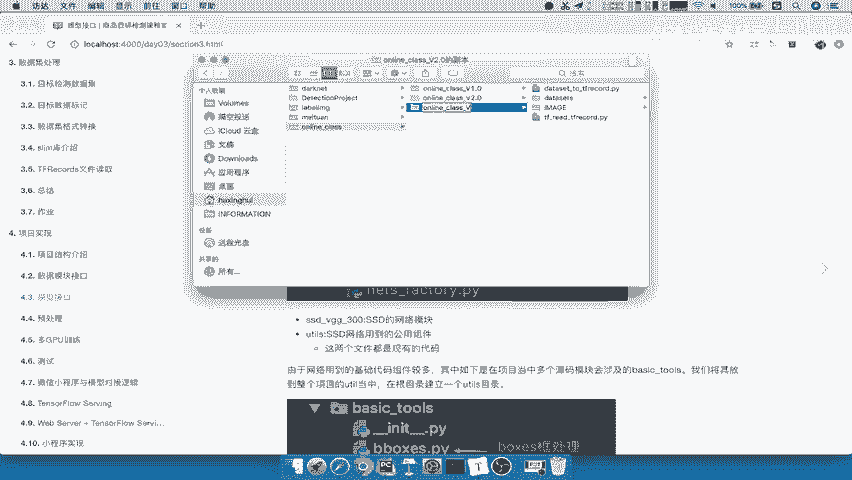 访达 文件 编辑 显示 前往 窗口 帮助
100%
模型接口
localhost:4000/day03/section3.html
3. 数据集处理
3.1. 目标检测数据集
3.2. 目标数据标记
3.3. 数据集格式转换
3.4. slim库介绍
3.5. TFRecords文件读取
3.6. 总结
3.7. 作业
4. 项目实现
4.1. 项目结构介绍
4.2. 数据模块接口
4.3. 模型接口
4.4. 预处理
4.5. 多GPU训练
4.6. 测试
4.7. 微信小程序与模型对接逻辑
4.8. TensorFlow Serving
4.9. Web Server + TensorFlow Servi...
4.10. 小程序实现
online_class_V2.0的副本
搜索
个人收藏
Volumes
隔空投送
iCloud 云盘
文稿
Downloads
应用程序
桌面
huxinghui
INFORMATION
设备
远程光盘
共享的
所有...
darknet
DetectionProject
labelImg
meituan
online_class
online_class_v1.0
online_class_v2.0
online_class_V
dataset_to_tfrecord.py
datasets
IMAGE
tf_read_tfrecord.py
nets_factory.py
ssd_vgg_300:SSD的网络模块
utils:SSD网络用到的公用组件
这两个文件都是现有的代码
由于网络用到的基础代码组件较多，其中如下是在项目当中多个源码模块会涉及的basic_tools。我们将其放
到整个项目的util当中，在根目录建立一个utils目录。
basic_tools
__init__.py
bboxes.py
boxes框处理